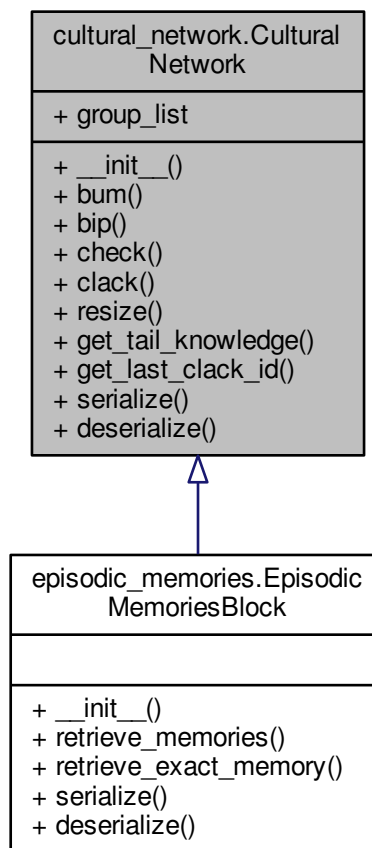 cultural_network.Cultural
Network
+ group_list
+ __init__()
+ bum()
+ bip()
+ check()
+ clack()
+ resize()
+ get_tail_knowledge()
+ get_last_clack_id()
+ serialize()
+ deserialize()
episodic_memories.Episodic
MemoriesBlock
+ __init__()
+ retrieve_memories()
+ retrieve_exact_memory()
+ serialize()
+ deserialize()